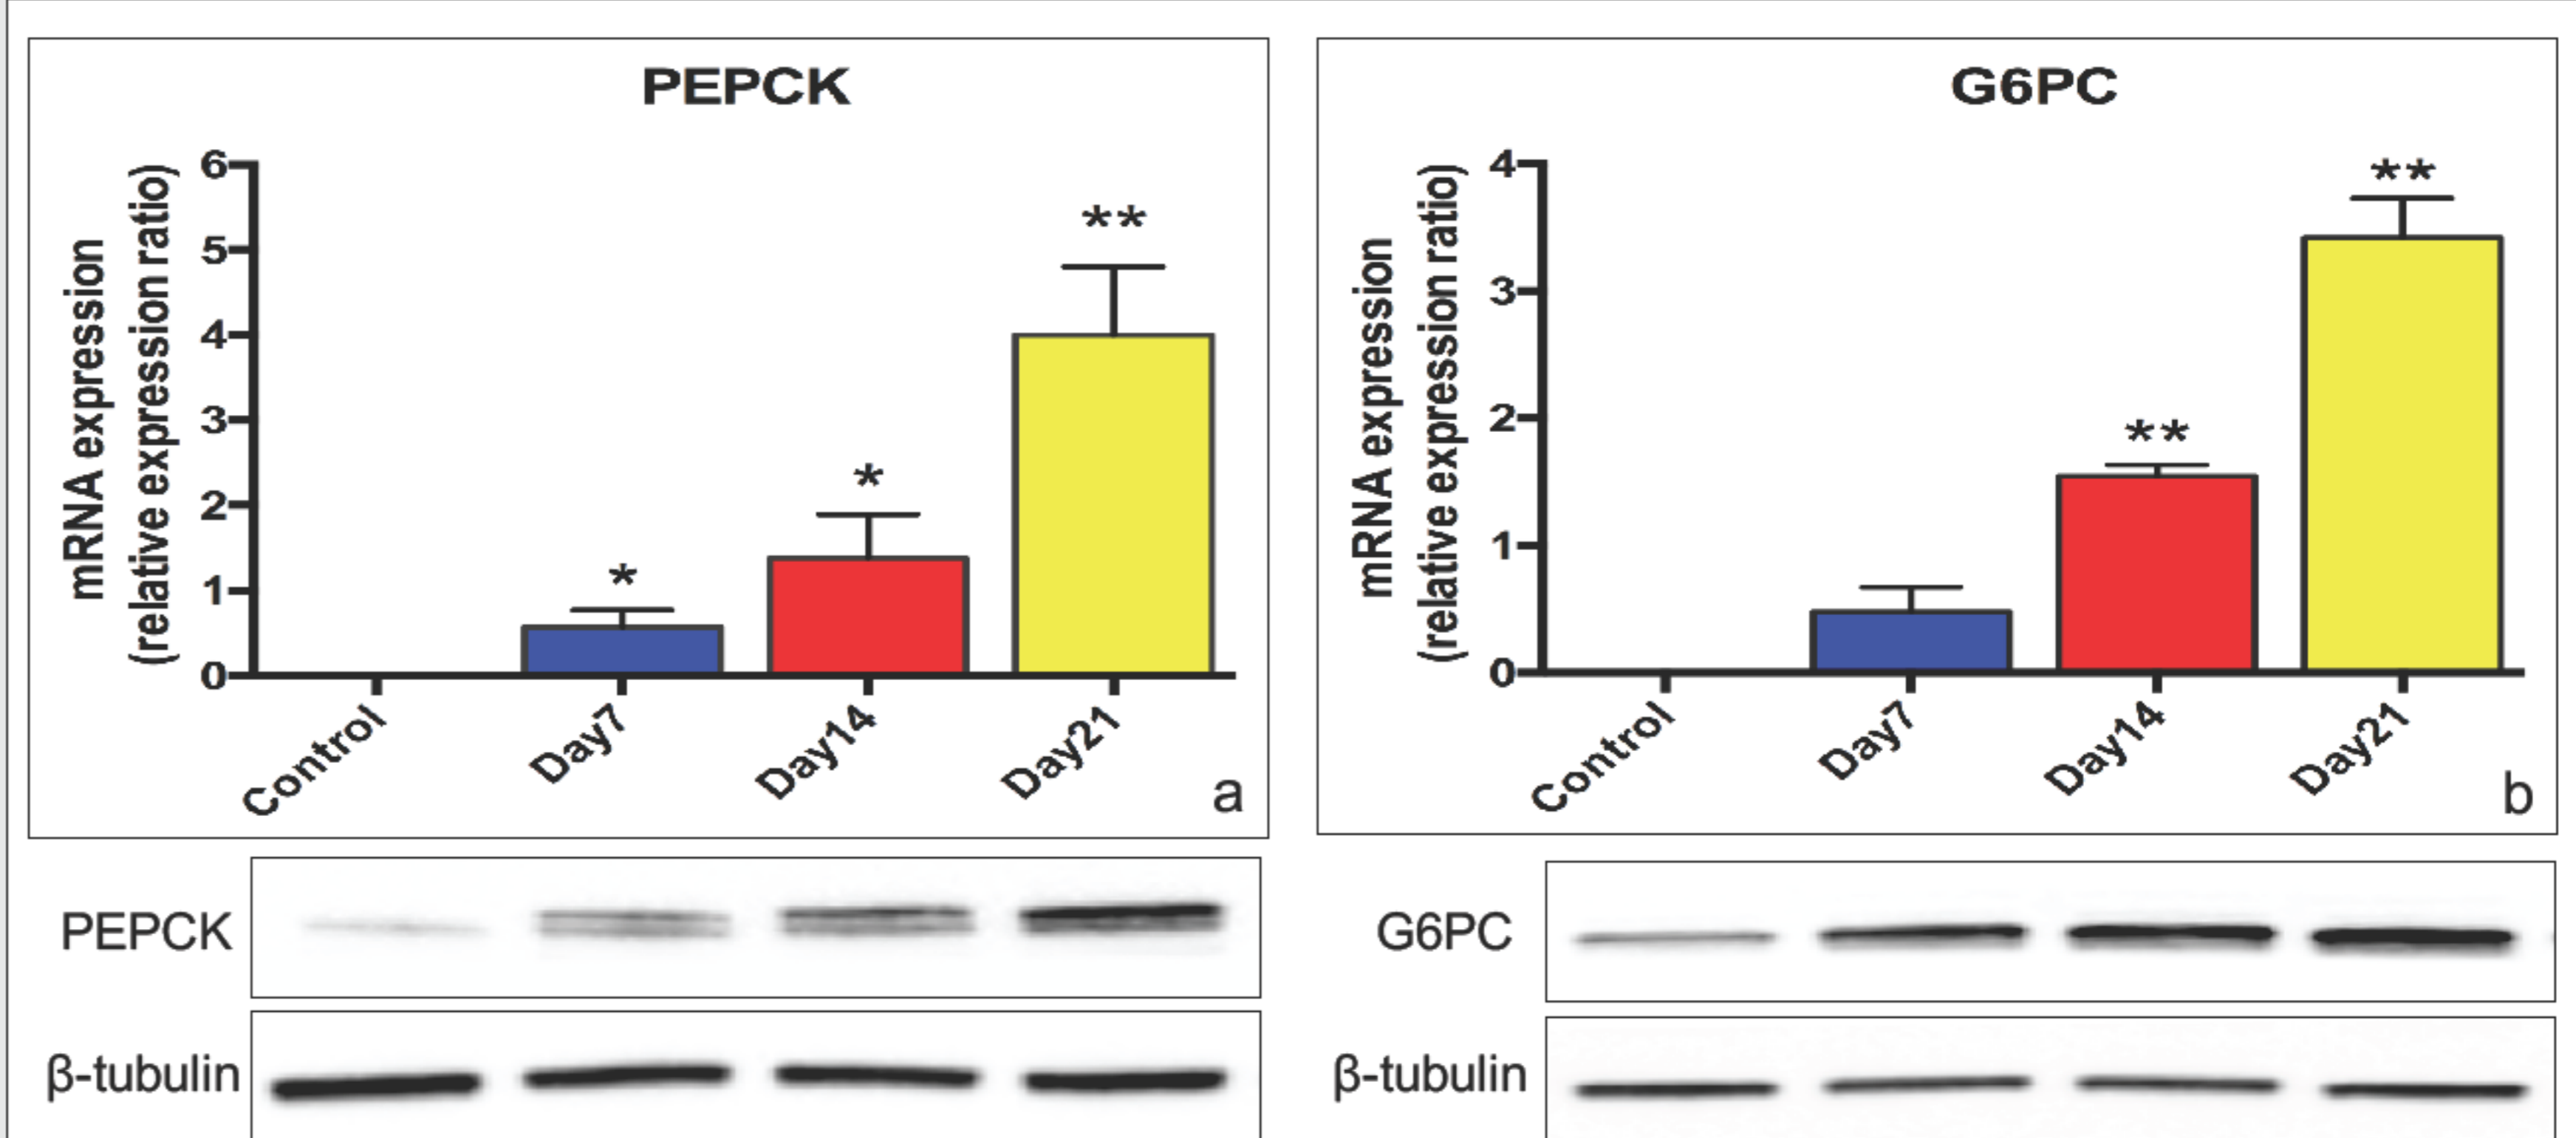 PEPCK
mRNA expression
(relative expression ratio)
6
5
4
3
2
1
0
*
*
**
Control
Day7
Day14
Day21
a
G6PC
mRNA expression
(relative expression ratio)
4
3
2
1
0
**
**
Control
Day7
Day14
Day21
b
PEPCK
β-tubulin
G6PC
β-tubulin